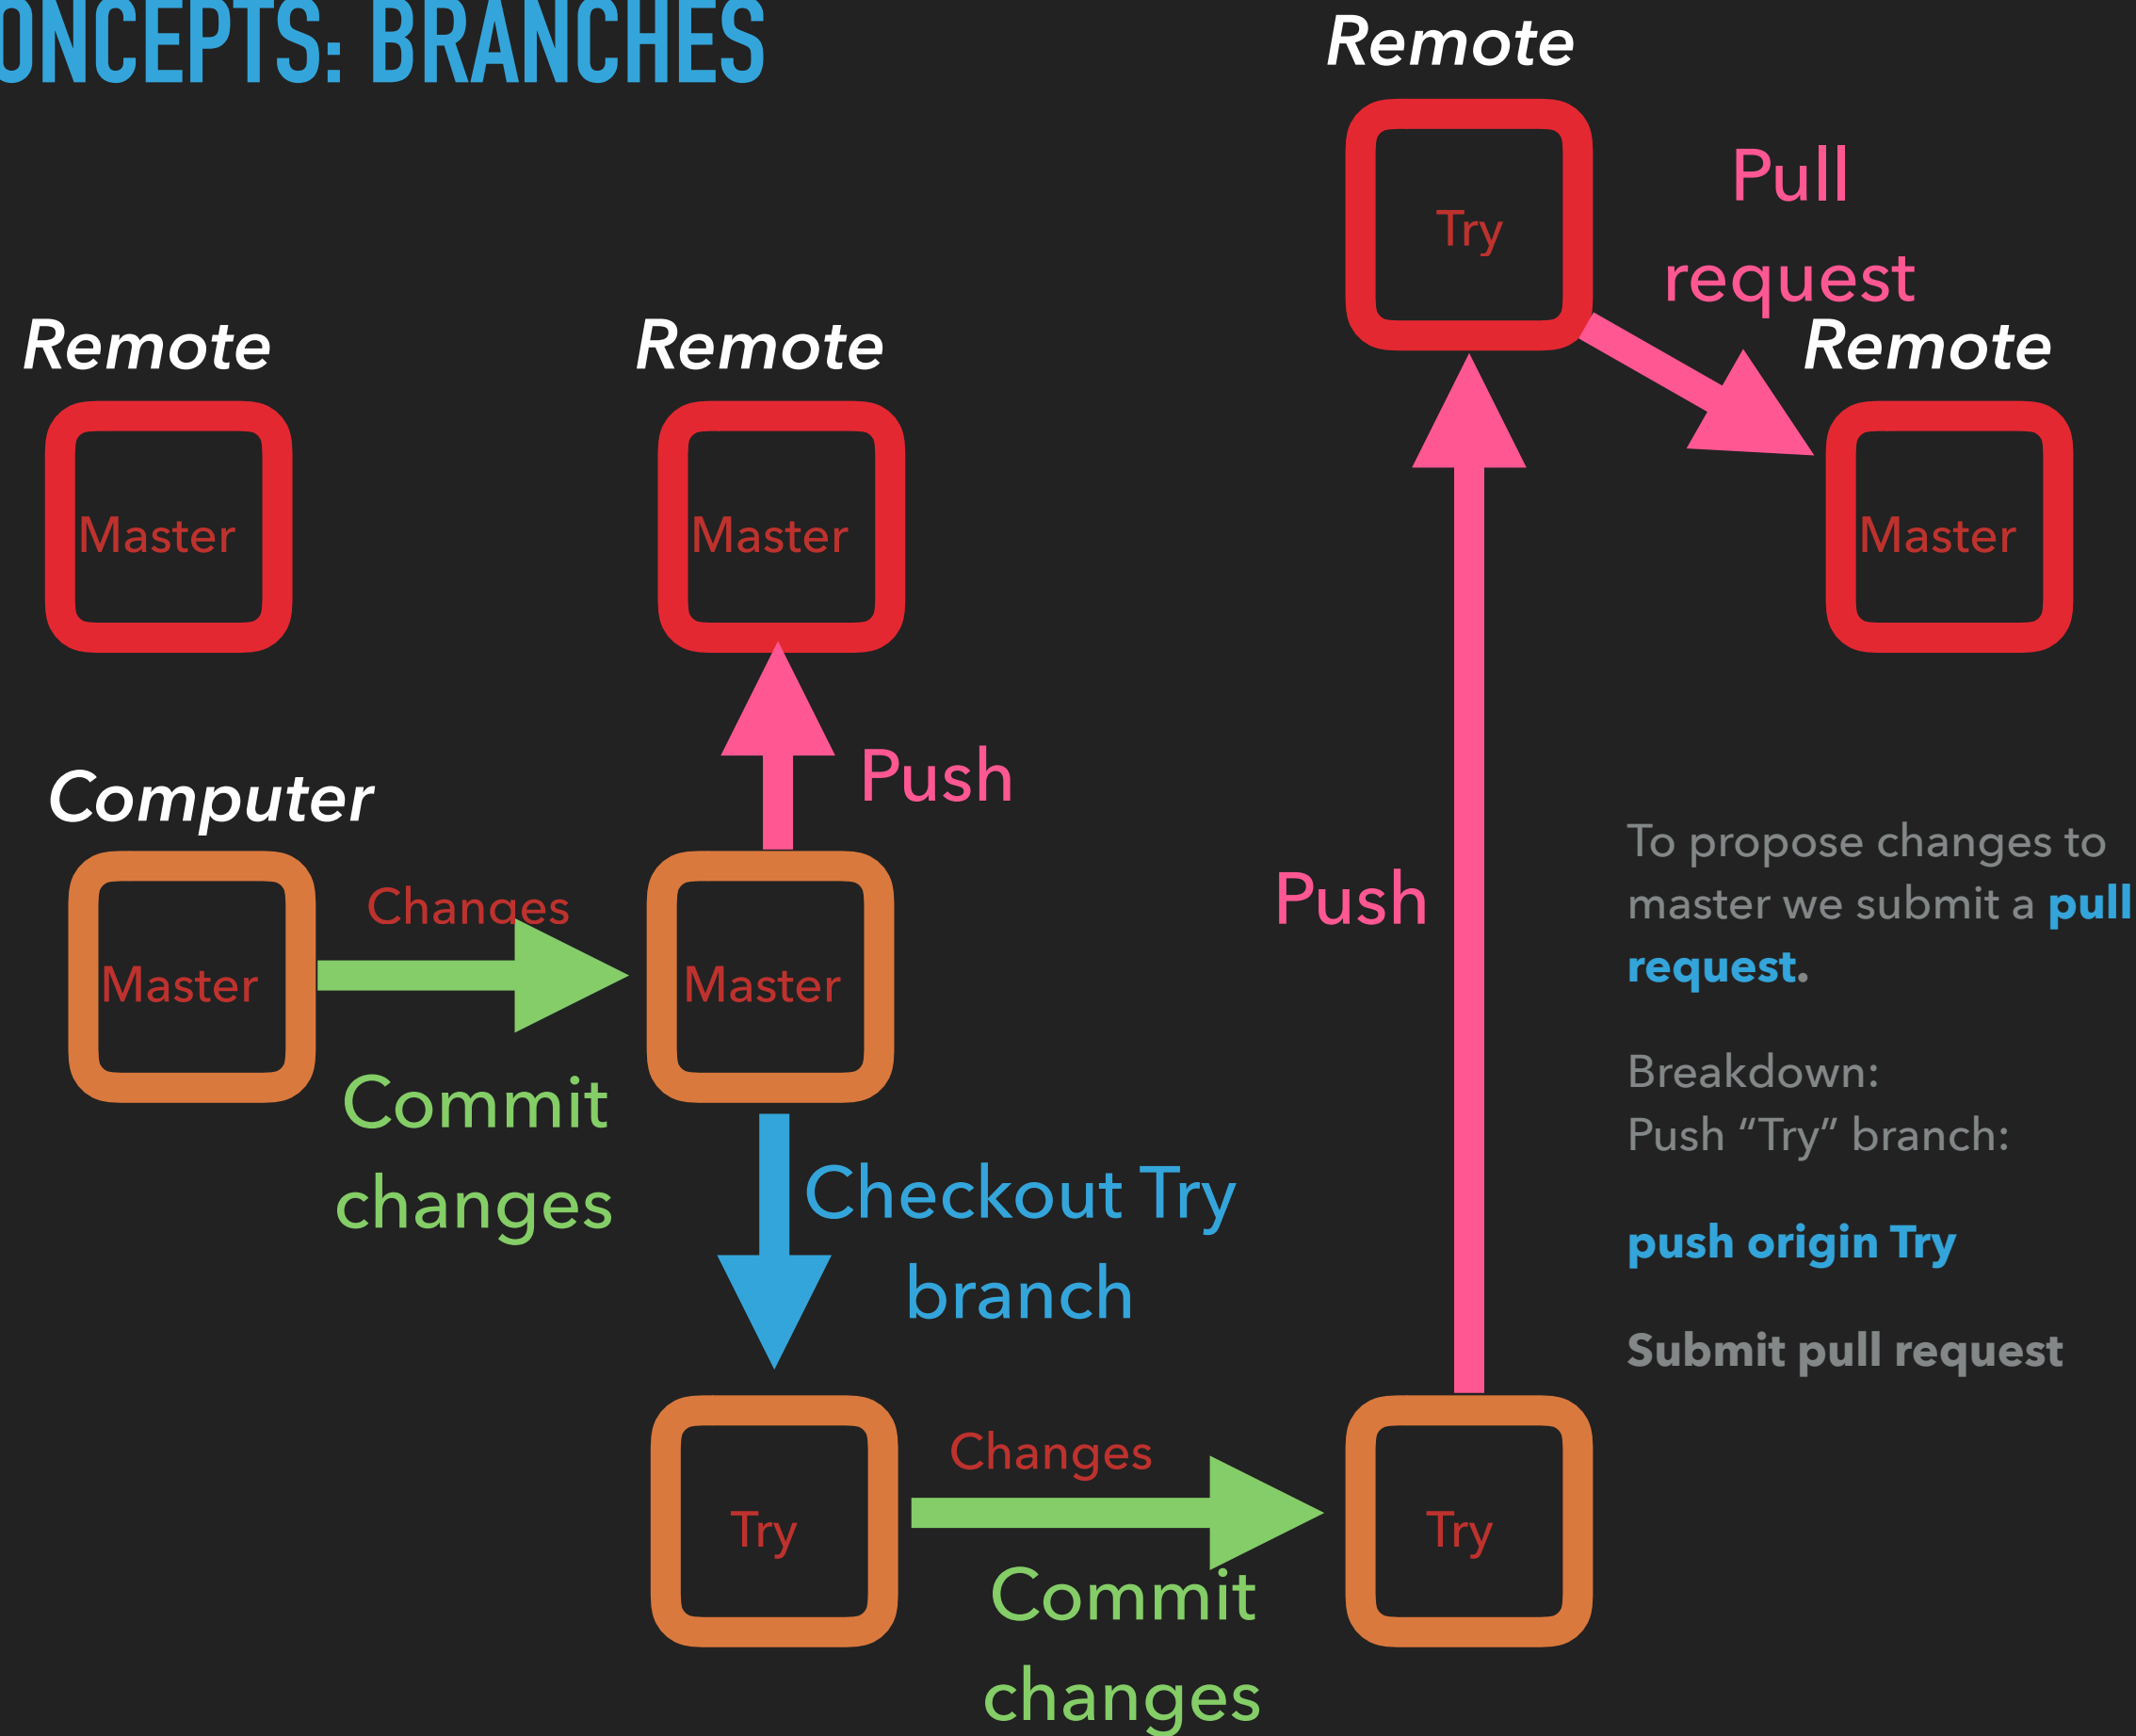 ONCEPTS: BRANCHES
Remote
Try
Pull
request
Remote
Remote
Remote
Master
Master
Master
Computer
Push
Changes
Master
Master
Commit
changes
Checkout Try
branch
Push
To propose changes to
master we submit a pull
request.
Breakdown:
Push “Try” branch:
push origin Try
Submit pull request
Changes
Try
Try
Commit
changes